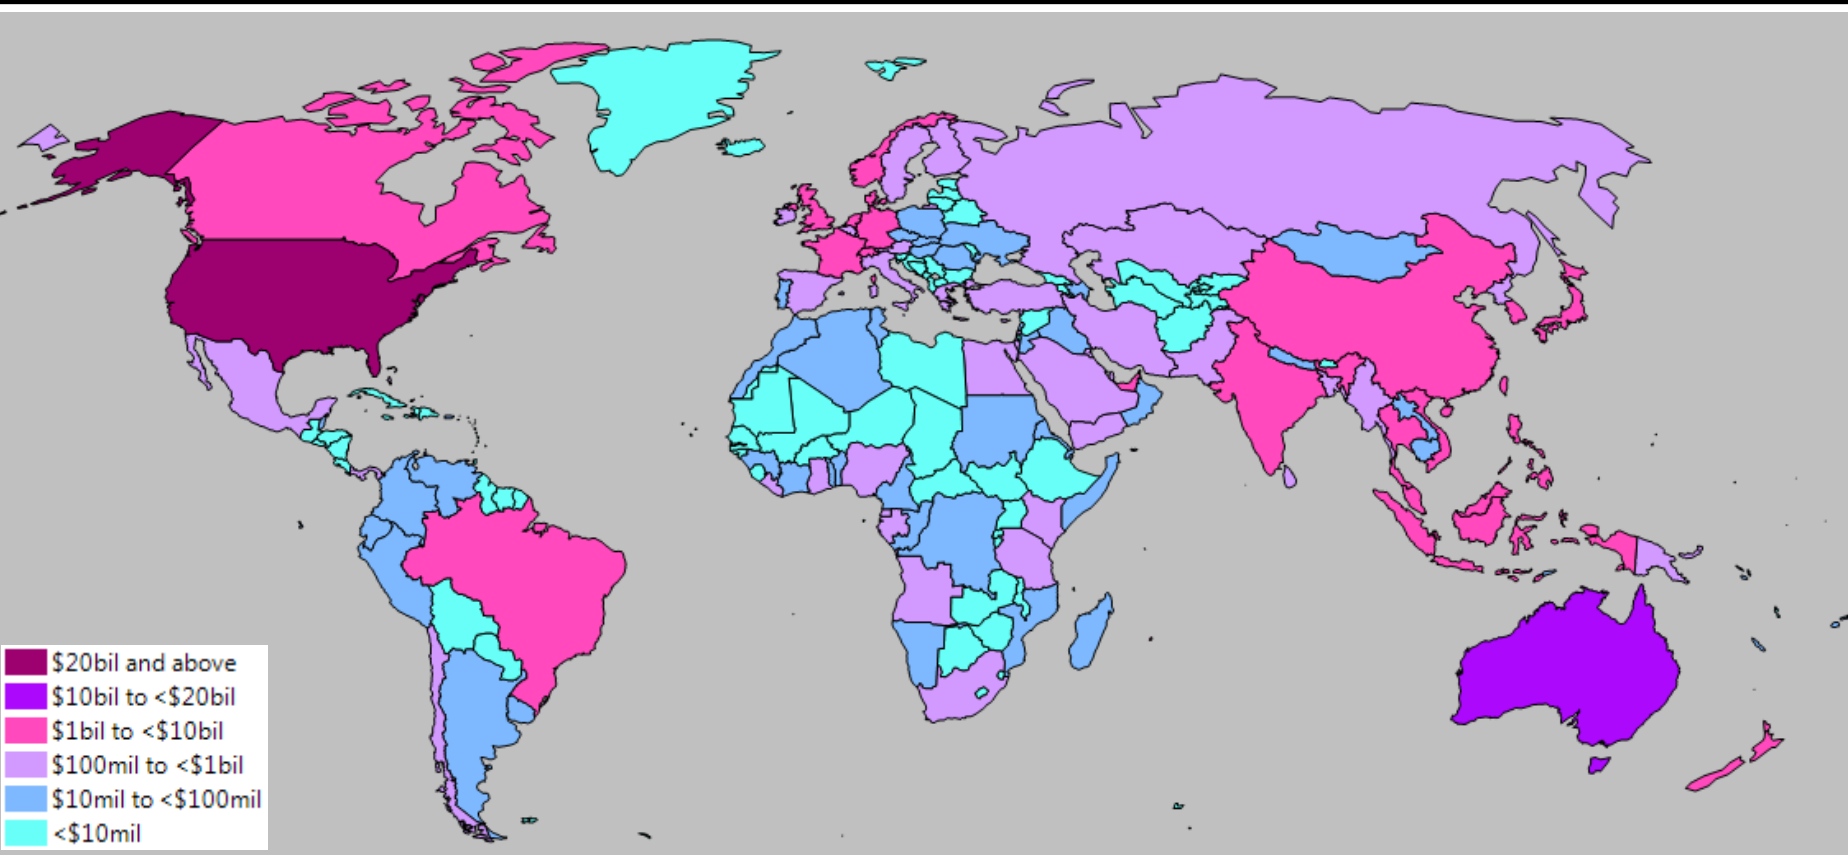 $20bil and above
$10bil to <$20bil
$1bil to <$10bil
$100mil to <$1bil
$10mil to <$100mil
<$10mil